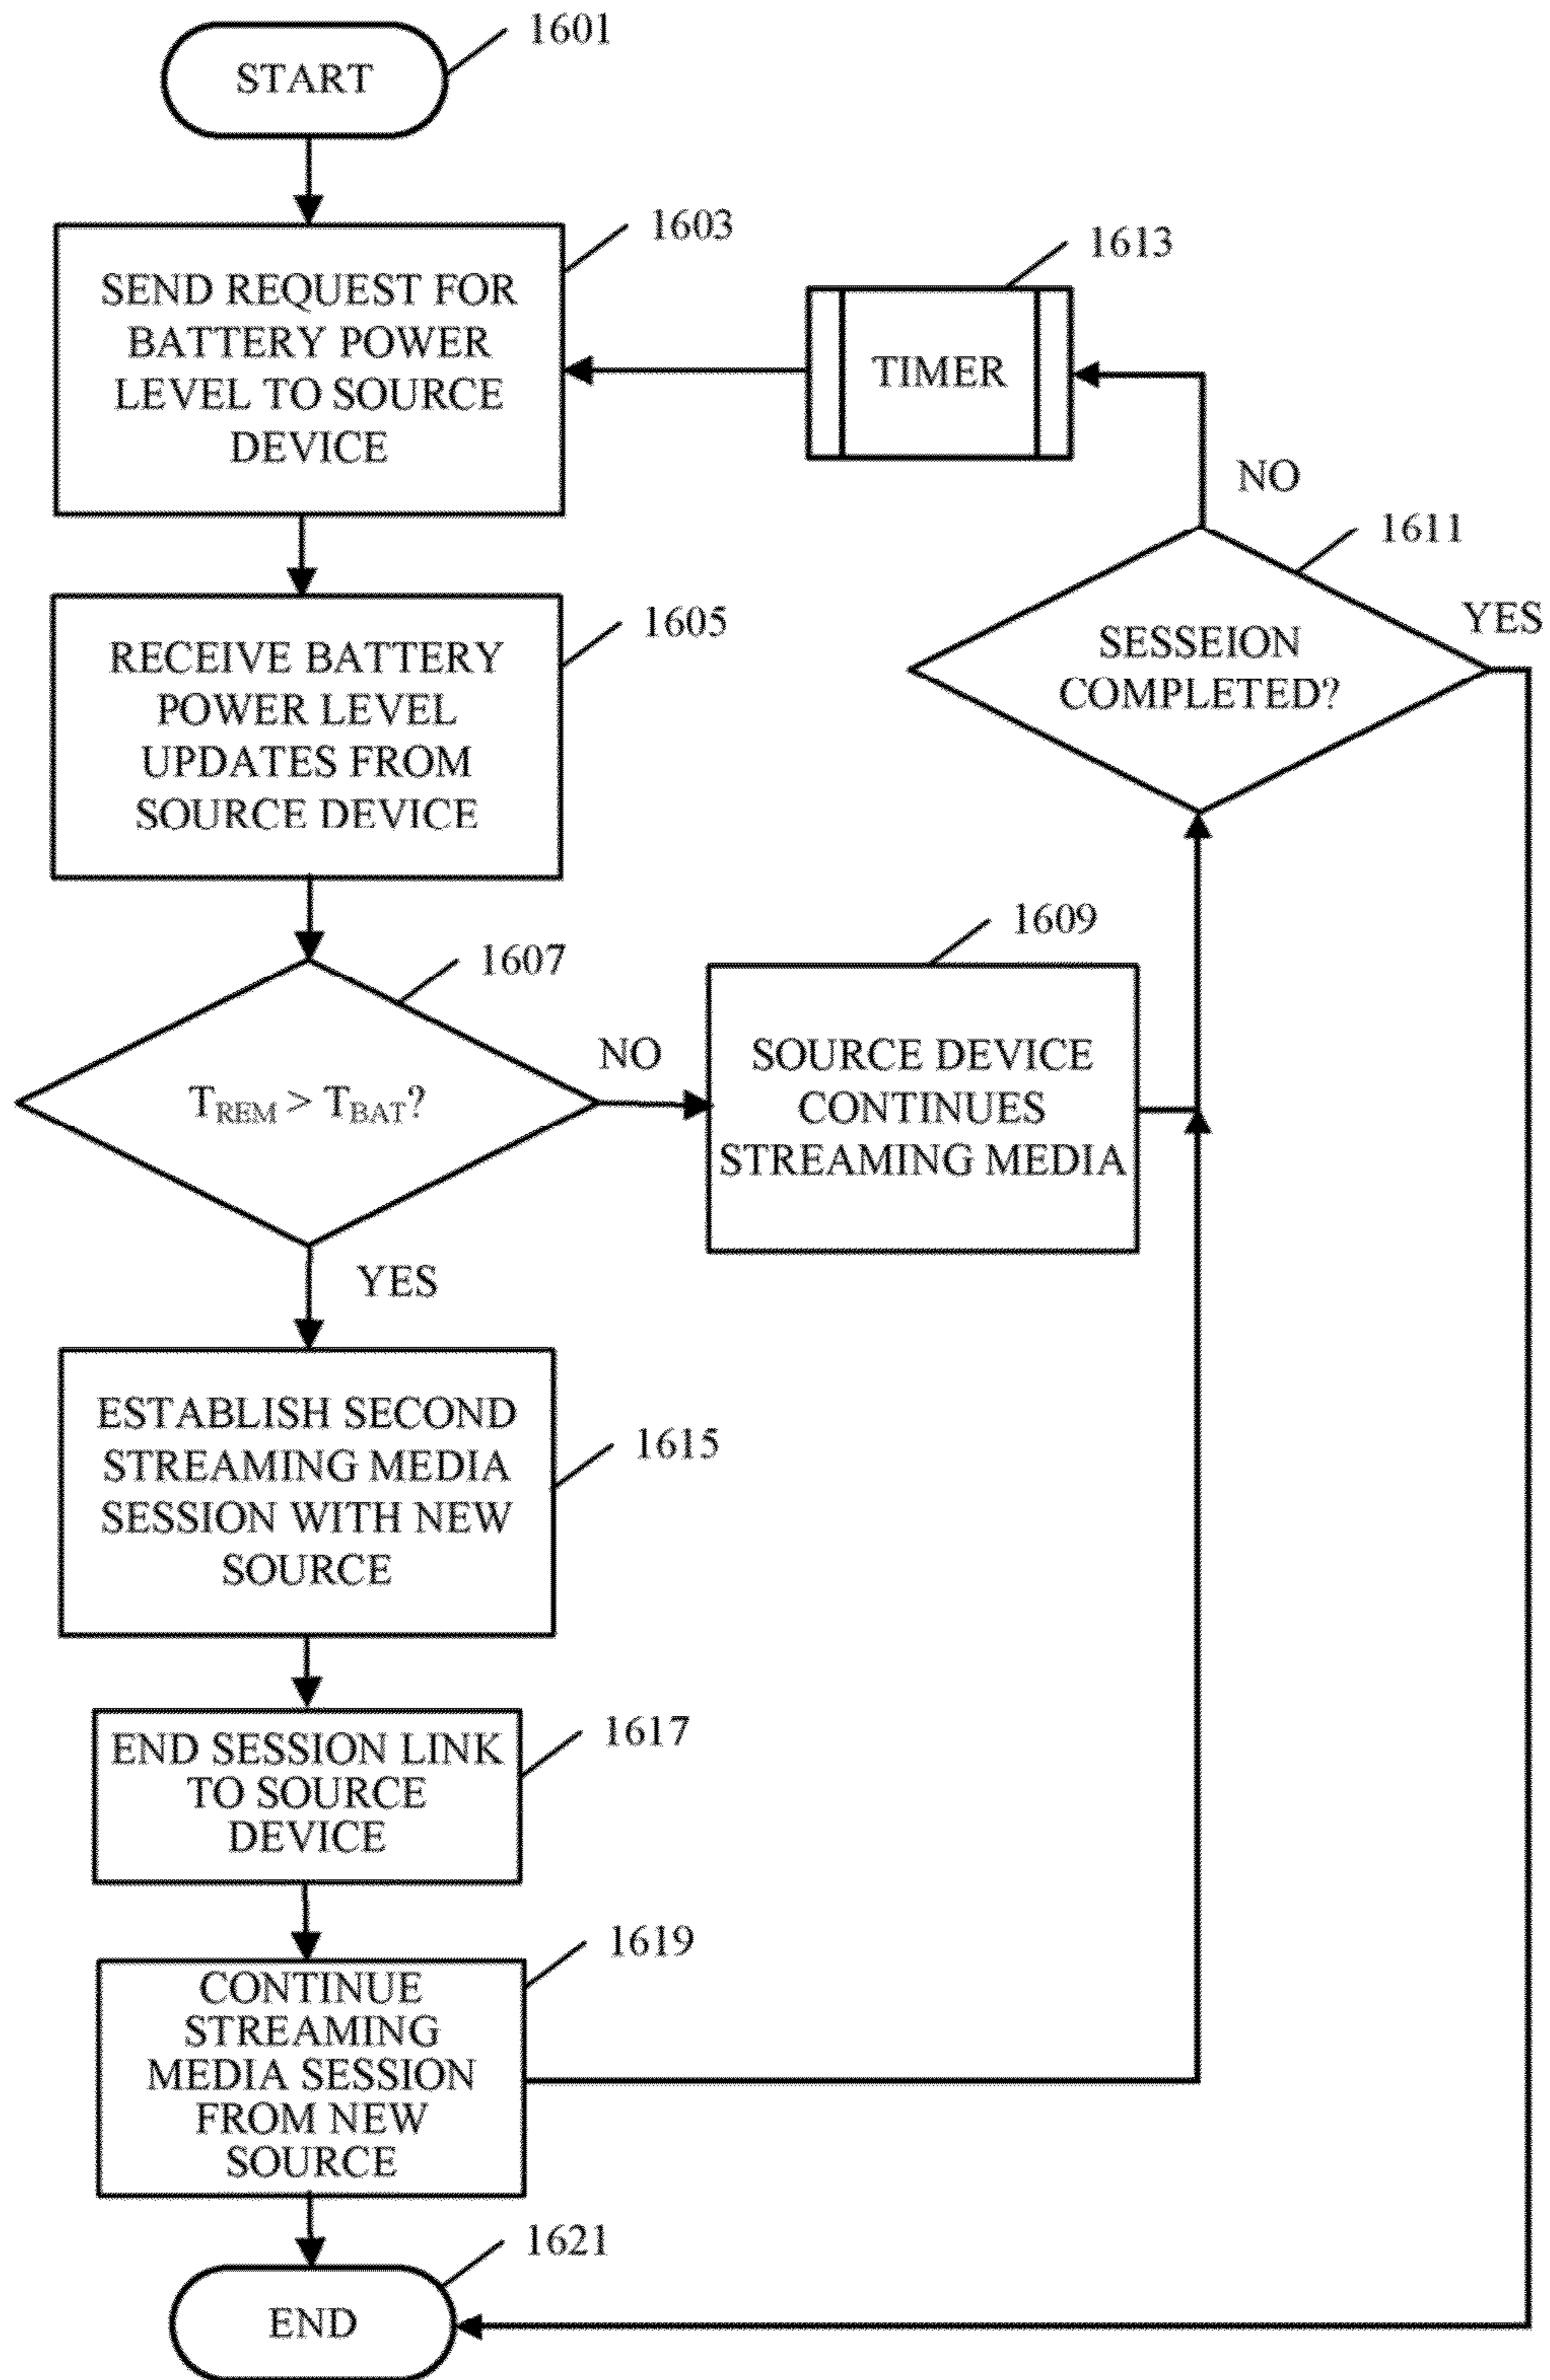 1601
START
1603
SEND REQUEST FOR
BATTERY POWER
LEVEL TO SOURCE
DEVICE
1613
TIMER
NO
1611
SESSEION
COMPLETED?
YES
1605
RECEIVE BATTERY
POWER LEVEL
UPDATES FROM
SOURCE DEVICE
1607
T_REM > T_BAT?
NO
1609
SOURCE DEVICE
CONTINUES
STREAMING MEDIA
YES
1615
ESTABLISH SECOND
STREAMING MEDIA
SESSION WITH NEW
SOURCE
1617
END SESSION LINK
TO SOURCE
DEVICE
1619
CONTINUE
STREAMING
MEDIA SESSION
FROM NEW
SOURCE
1621
END